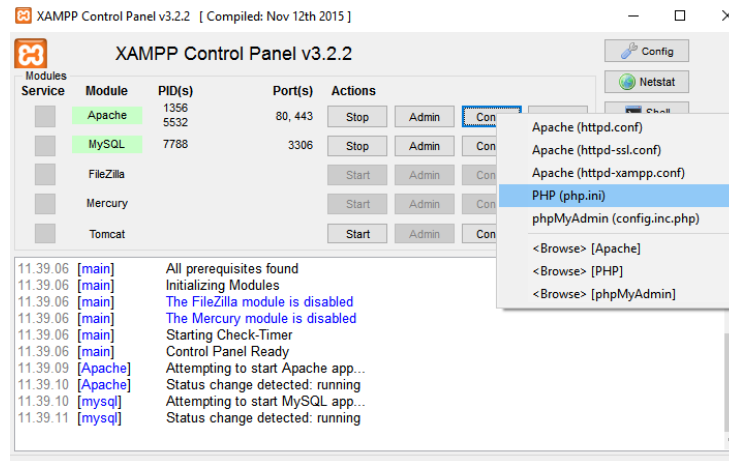 XAMPP Control Panel v3.2.2 [ Compiled: Nov 12th 2015 ]
XAMPP Control Panel v3.2.2
Config
Modules
Service Module PID(s) Port(s) Actions
Netstat
Apache 1356 5532 80, 443 Stop Admin
MySQL 7788 3306 Stop Admin
FileZilla Start Admin
Mercury Start Admin
Tomcat Start Admin
Apache (httpd.conf)
Apache (httpd-ssl.conf)
Apache (httpd-xampp.conf)
PHP (php.ini)
phpMyAdmin (config.inc.php)
<Browse> [Apache]
<Browse> [PHP]
<Browse> [phpMyAdmin]
11.39.06 [main] All prerequisites found
11.39.06 [main] Initializing Modules
11.39.06 [main] The FileZilla module is disabled
11.39.06 [main] The Mercury module is disabled
11.39.06 [main] Starting Check-Timer
11.39.06 [main] Control Panel Ready
11.39.09 [Apache] Attempting to start Apache app...
11.39.10 [Apache] Status change detected: running
11.39.10 [mysql] Attempting to start MySQL app...
11.39.11 [mysql] Status change detected: running